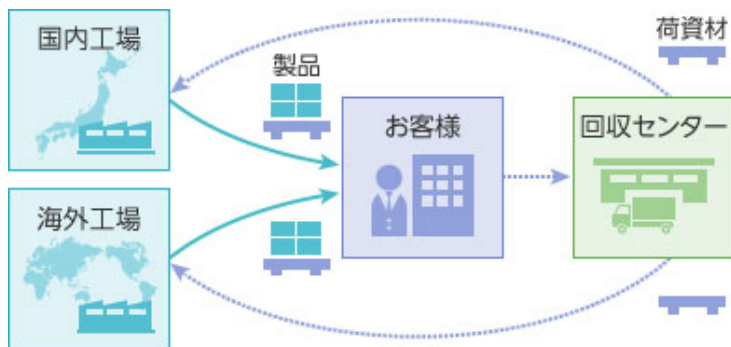 国内工場
製品
荷資材
お客様
回収センター
海外工場